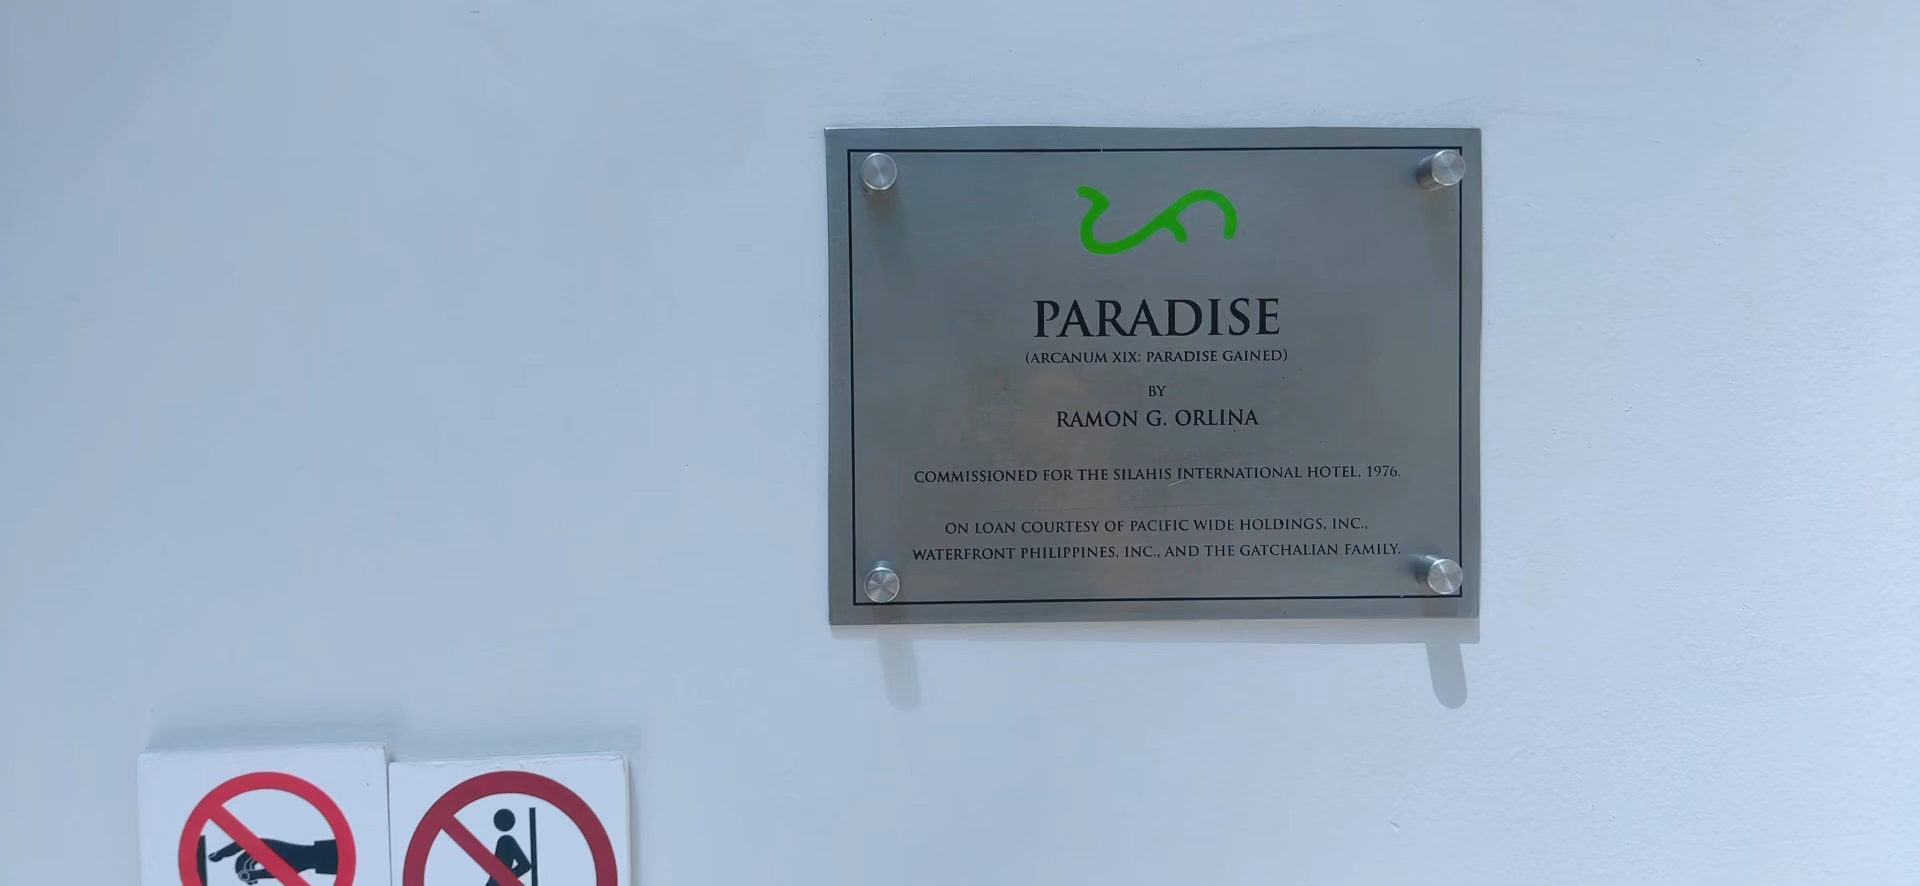 PARADISE
(ARCANUM XIX: PARADISE GAINED)
BY
RAMON G. ORLINA
COMMISSIONED FOR THE SILAHIS INTERNATIONAL HOTEL, 1976.
ON LOAN COURTESY OF PACIFIC WIDE HOLDINGS, INC.,
WATERFRONT PHILIPPINES, INC., AND THE GATCHALIAN FAMILY.